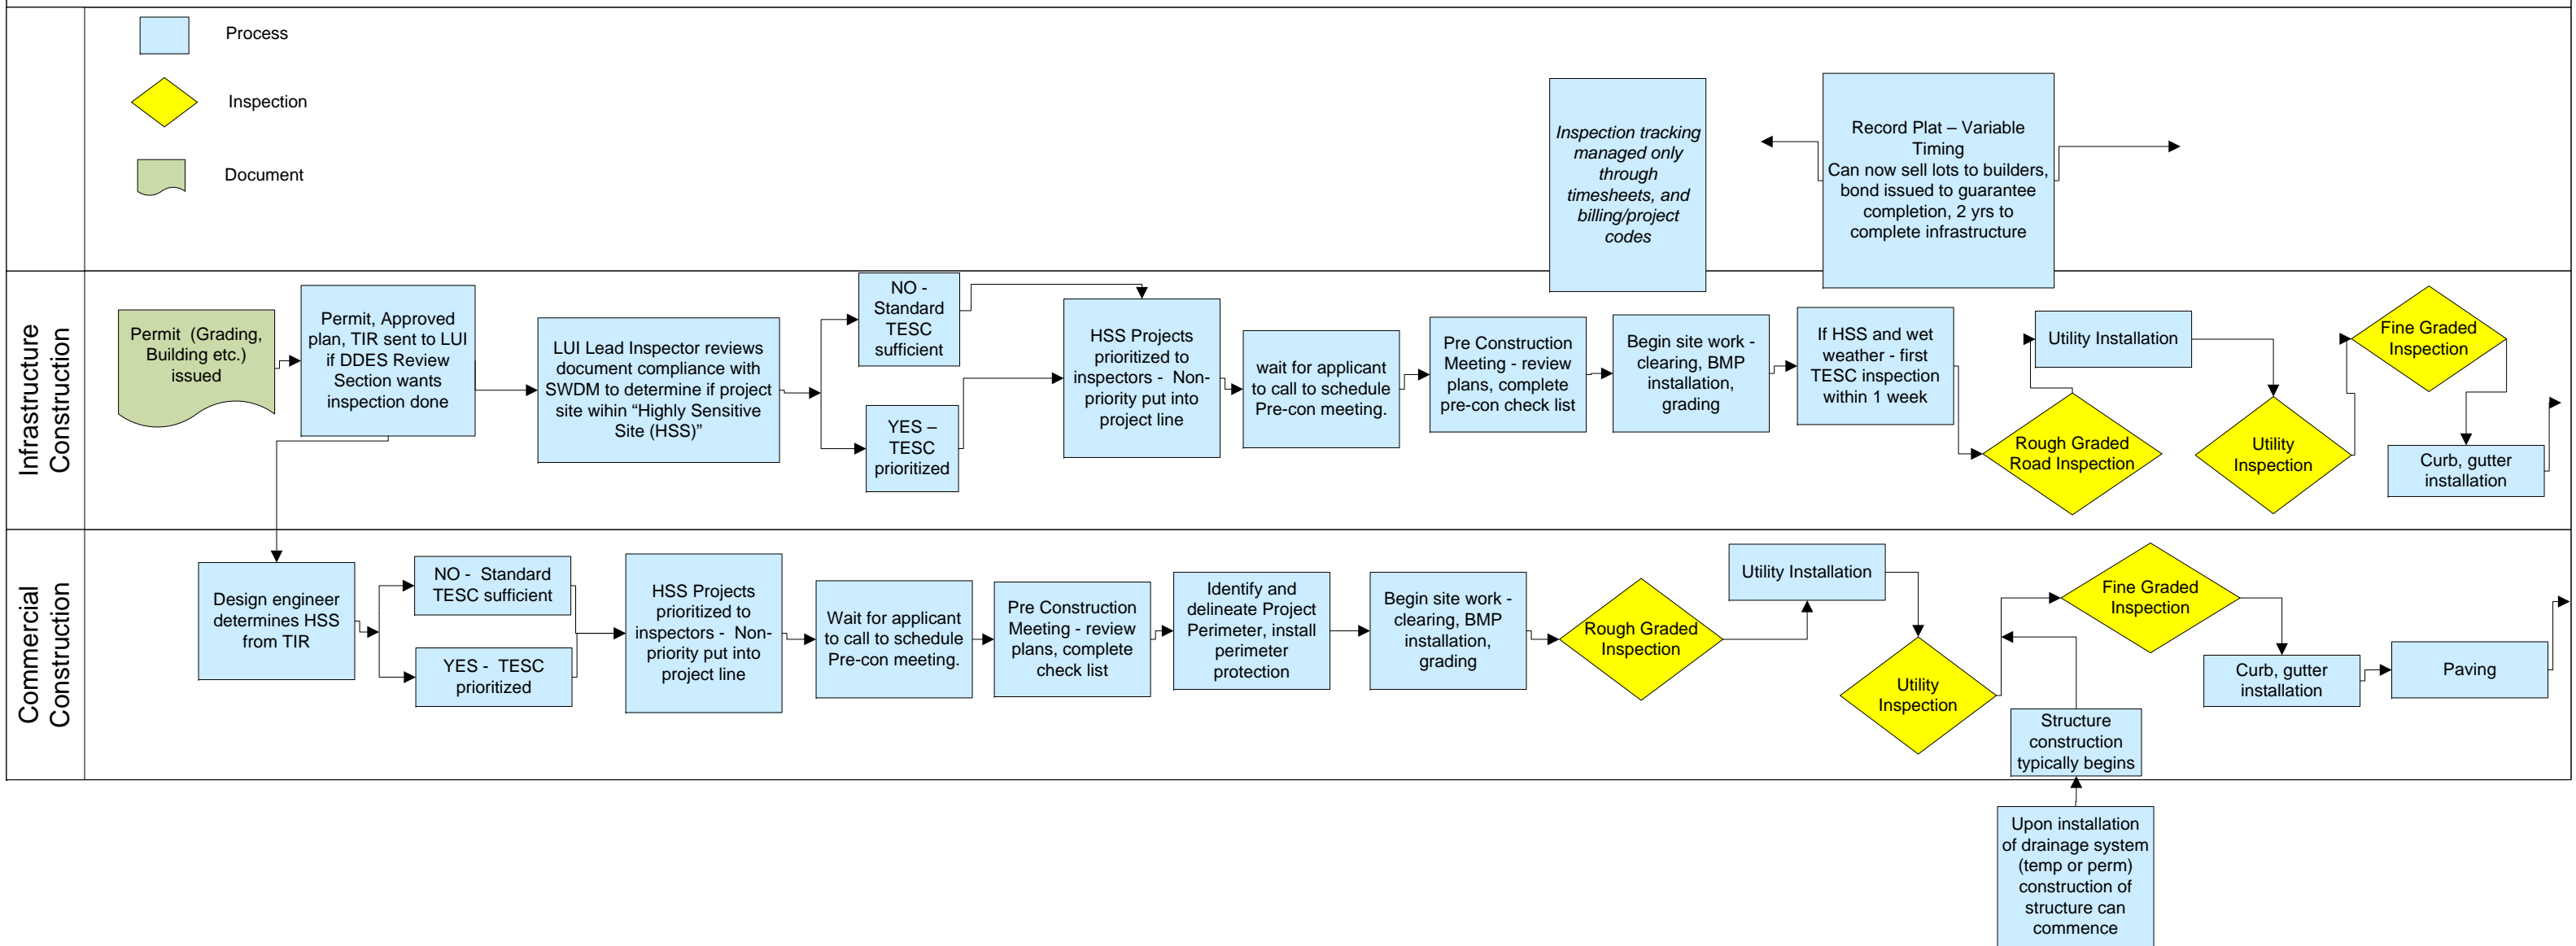 Process
Inspection
Document
Inspection tracking
managed only
through
timesheets, and
billing/project
codes
Record Plat – Variable
Timing
Can now sell lots to builders,
bond issued to guarantee
completion, 2 yrs to
complete infrastructure
Infrastructure
Construction
Permit (Grading,
Building etc.)
issued
Permit, Approved
plan, TIR sent to LUI
if DDES Review
Section wants
inspection done
LUI Lead Inspector reviews
document compliance with
SWDM to determine if project
site wihin “Highly Sensitive
Site (HSS)”
NO -
Standard
TESC
sufficient
YES –
TESC
prioritized
HSS Projects
prioritized to
inspectors - Non-
priority put into
project line
wait for applicant
to call to schedule
Pre-con meeting.
Pre Construction
Meeting - review
plans, complete
pre-con check list
Begin site work -
clearing, BMP
installation,
grading
If HSS and wet
weather - first
TESC inspection
within 1 week
Rough Graded
Road Inspection
Utility Installation
Utility
Inspection
Fine Graded
Inspection
Curb, gutter
installation
Commercial
Construction
Design engineer
determines HSS
from TIR
NO - Standard
TESC sufficient
YES - TESC
prioritized
HSS Projects
prioritized to
inspectors - Non-
priority put into
project line
Wait for applicant
to call to schedule
Pre-con meeting.
Pre Construction
Meeting - review
plans, complete
check list
Identify and
delineate Project
Perimeter, install
perimeter
protection
Begin site work -
clearing, BMP
installation,
grading
Rough Graded
Inspection
Utility Installation
Utility
Inspection
Structure
construction
typically begins
Fine Graded
Inspection
Curb, gutter
installation
Paving
Upon installation
of drainage system
(temp or perm)
construction of
structure can
commence